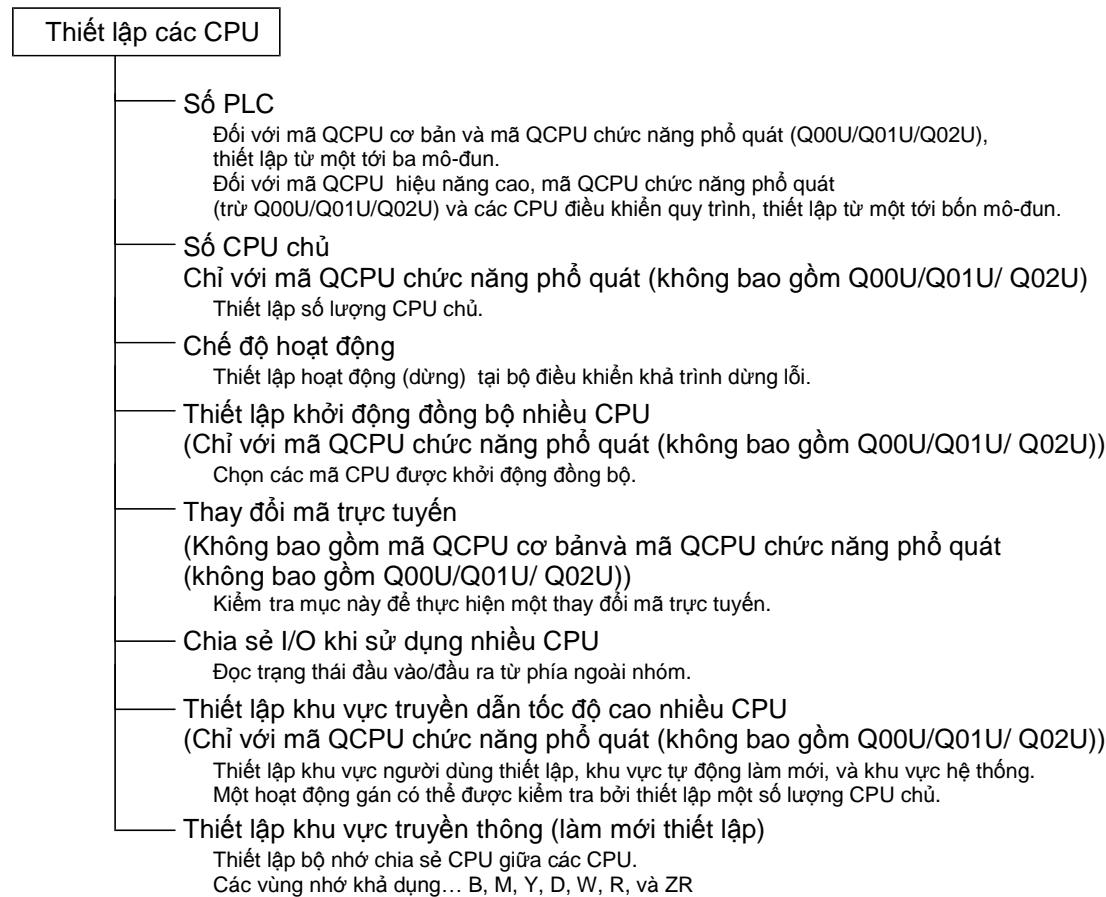 Thiết lập các CPU
Số PLC
Đối với mã QCPU cơ bản và mã QCPU chức năng phổ quát (Q00U/Q01U/Q02U),
thiết lập từ một tới ba mô-đun.
Đối với mã QCPU hiệu năng cao, mã QCPU chức năng phổ quát
(trừ Q00U/Q01U/Q02U) và các CPU điều khiển quy trình, thiết lập từ một tới bốn mô-đun.
Số CPU chủ
Chỉ với mã QCPU chức năng phổ quát (không bao gồm Q00U/Q01U/ Q02U)
Thiết lập số lượng CPU chủ.
Chế độ hoạt động
Thiết lập hoạt động (dừng) tại bộ điều khiển khả trình dừng lỗi.
Thiết lập khởi động đồng bộ nhiều CPU
(Chỉ với mã QCPU chức năng phổ quát (không bao gồm Q00U/Q01U/ Q02U))
Chọn các mã CPU được khởi động đồng bộ.
Thay đổi mã trực tuyến
(Không bao gồm mã QCPU cơ bảnvà mã QCPU chức năng phổ quát
(không bao gồm Q00U/Q01U/ Q02U))
Kiểm tra mục này để thực hiện một thay đổi mã trực tuyến.
Chia sẻ I/O khi sử dụng nhiều CPU
Đọc trạng thái đầu vào/đầu ra từ phía ngoài nhóm.
Thiết lập khu vực truyền dẫn tốc độ cao nhiều CPU
(Chỉ với mã QCPU chức năng phổ quát (không bao gồm Q00U/Q01U/ Q02U))
Thiết lập khu vực người dùng thiết lập, khu vực tự động làm mới, và khu vực hệ thống.
Một hoạt động gán có thể được kiểm tra bởi thiết lập một số lượng CPU chủ.
Thiết lập khu vực truyền thông (làm mới thiết lập)
Thiết lập bộ nhớ chia sẻ CPU giữa các CPU.
Các vùng nhớ khả dụng… B, M, Y, D, W, R, và ZR